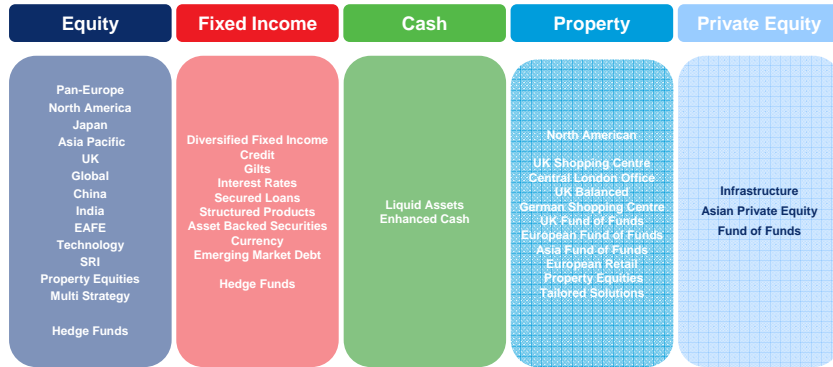 Equity
Pan-Europe
North America
Japan
Asia Pacific
UK
Global
China
India
EAFE
Technology
SRI
Property Equities
Multi Strategy
Hedge Funds
Fixed Income
Diversified Fixed Income
Credit
Gilts
Interest Rates
Secured Loans
Structured Products
Asset Backed Securities
Currency
Emerging Market Debt
Hedge Funds
Cash
Liquid Assets
Enhanced Cash
Property
North American
UK Shopping Centre
Central London Office
UK Balanced
German Shopping Centre
UK Fund of Funds
European Fund of Funds
Asia Fund of Funds
European Retail
Property Equities
Tailored Solutions
Private Equity
Infrastructure
Asian Private Equity
Fund of Funds